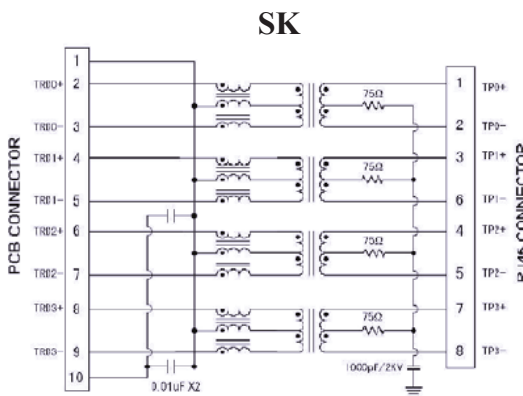 SK
PCB CONNECTOR
1
TRD0+ 2
TRD0- 3
TRD1+ 4
TRD1- 5
TRD2+ 6
TRD2- 7
TRD3+ 8
TRD3- 9
10
0.01uF X2
75Ω
75Ω
75Ω
75Ω
1000pF/2KV
1 TP0+
2 TP0-
3 TP1+
6 TP1-
4 TP2+
5 TP2-
7 TP3+
8 TP3-
RJ45 CONNECTOR